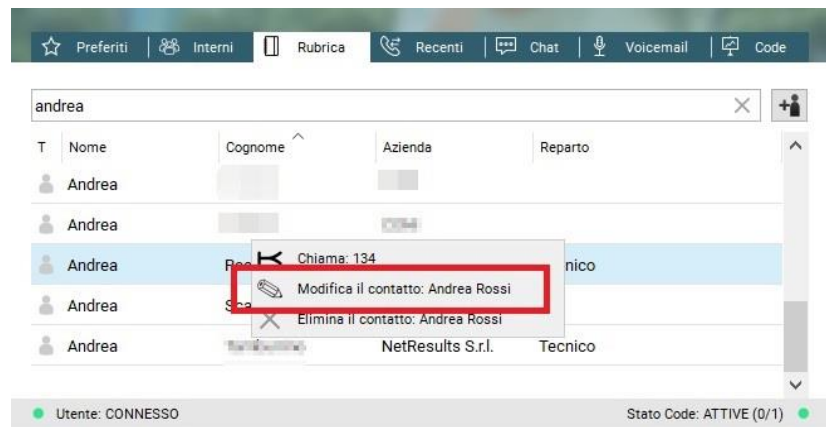 Preferiti Interni Rubrica Recenti Chat Voicemail Code
andrea
T Nome Cognome Azienda Reparto
Andrea
Andrea
Chiama: 134
Andrea
Modifica il contatto: Andrea Rossi
Andrea
Elimina il contatto: Andrea Rossi
Andrea NetResults S.r.l. Tecnico
Utente: CONNESSO Stato Code: ATTIVE (0/1)